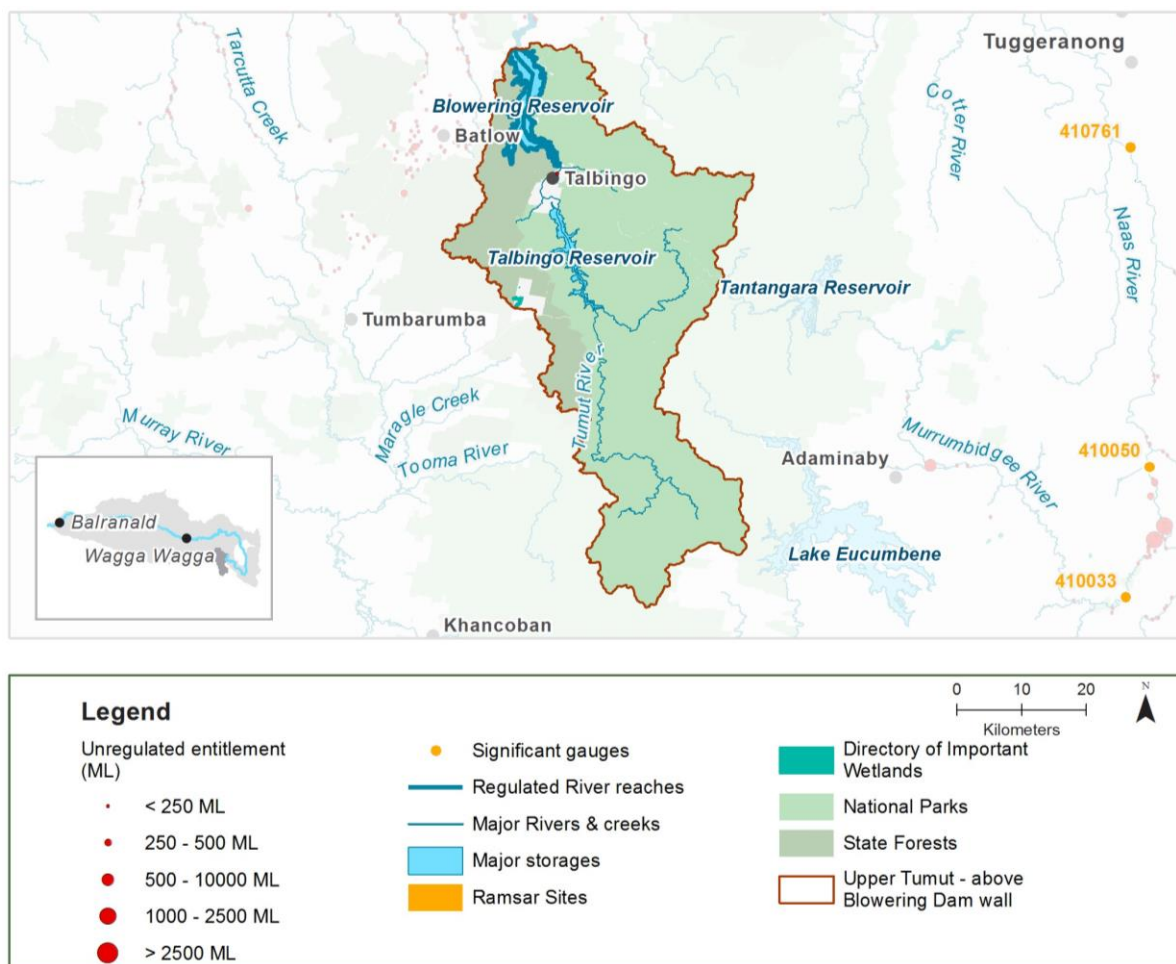 Tuggeranong
Tarcutta Creek
Cotter River
Blowering Reservoir
410761
Batlow
Talbingo
Naas River
Talbingo Reservoir
Tantangara Reservoir
Tumbarumba
Tumut River
Maragle Creek
Murray River
Tooma River
Murrumbidgee River
410050
Adaminaby
Balranald
Wagga Wagga
Lake Eucumbene
410033
Khancoban
Legend
Unregulated entitlement
(ML)
< 250 ML
250 - 500 ML
500 - 10000 ML
1000 - 2500 ML
> 2500 ML
Significant gauges
Regulated River reaches
Major Rivers & creeks
Major storages
Ramsar Sites
0 10 20
Kilometers
N
Directory of Important
Wetlands
National Parks
State Forests
Upper Tumut - above
Blowering Dam wall